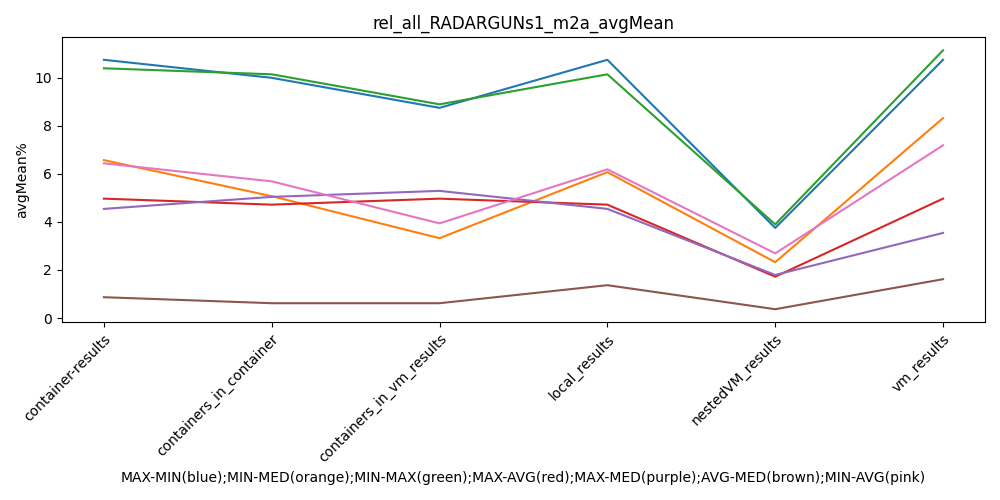 rel_all_RADARGUNs1_m2a_avgMean
avgMean%
10
8
6
4
2
0
container-results
containers_in_container
containers_in_vm_results
local_results
nestedVM_results
vm_results
MAX-MIN(blue);MIN-MED(orange);MIN-MAX(green);MAX-AVG(red);MAX-MED(purple);AVG-MED(brown);MIN-AVG(pink)